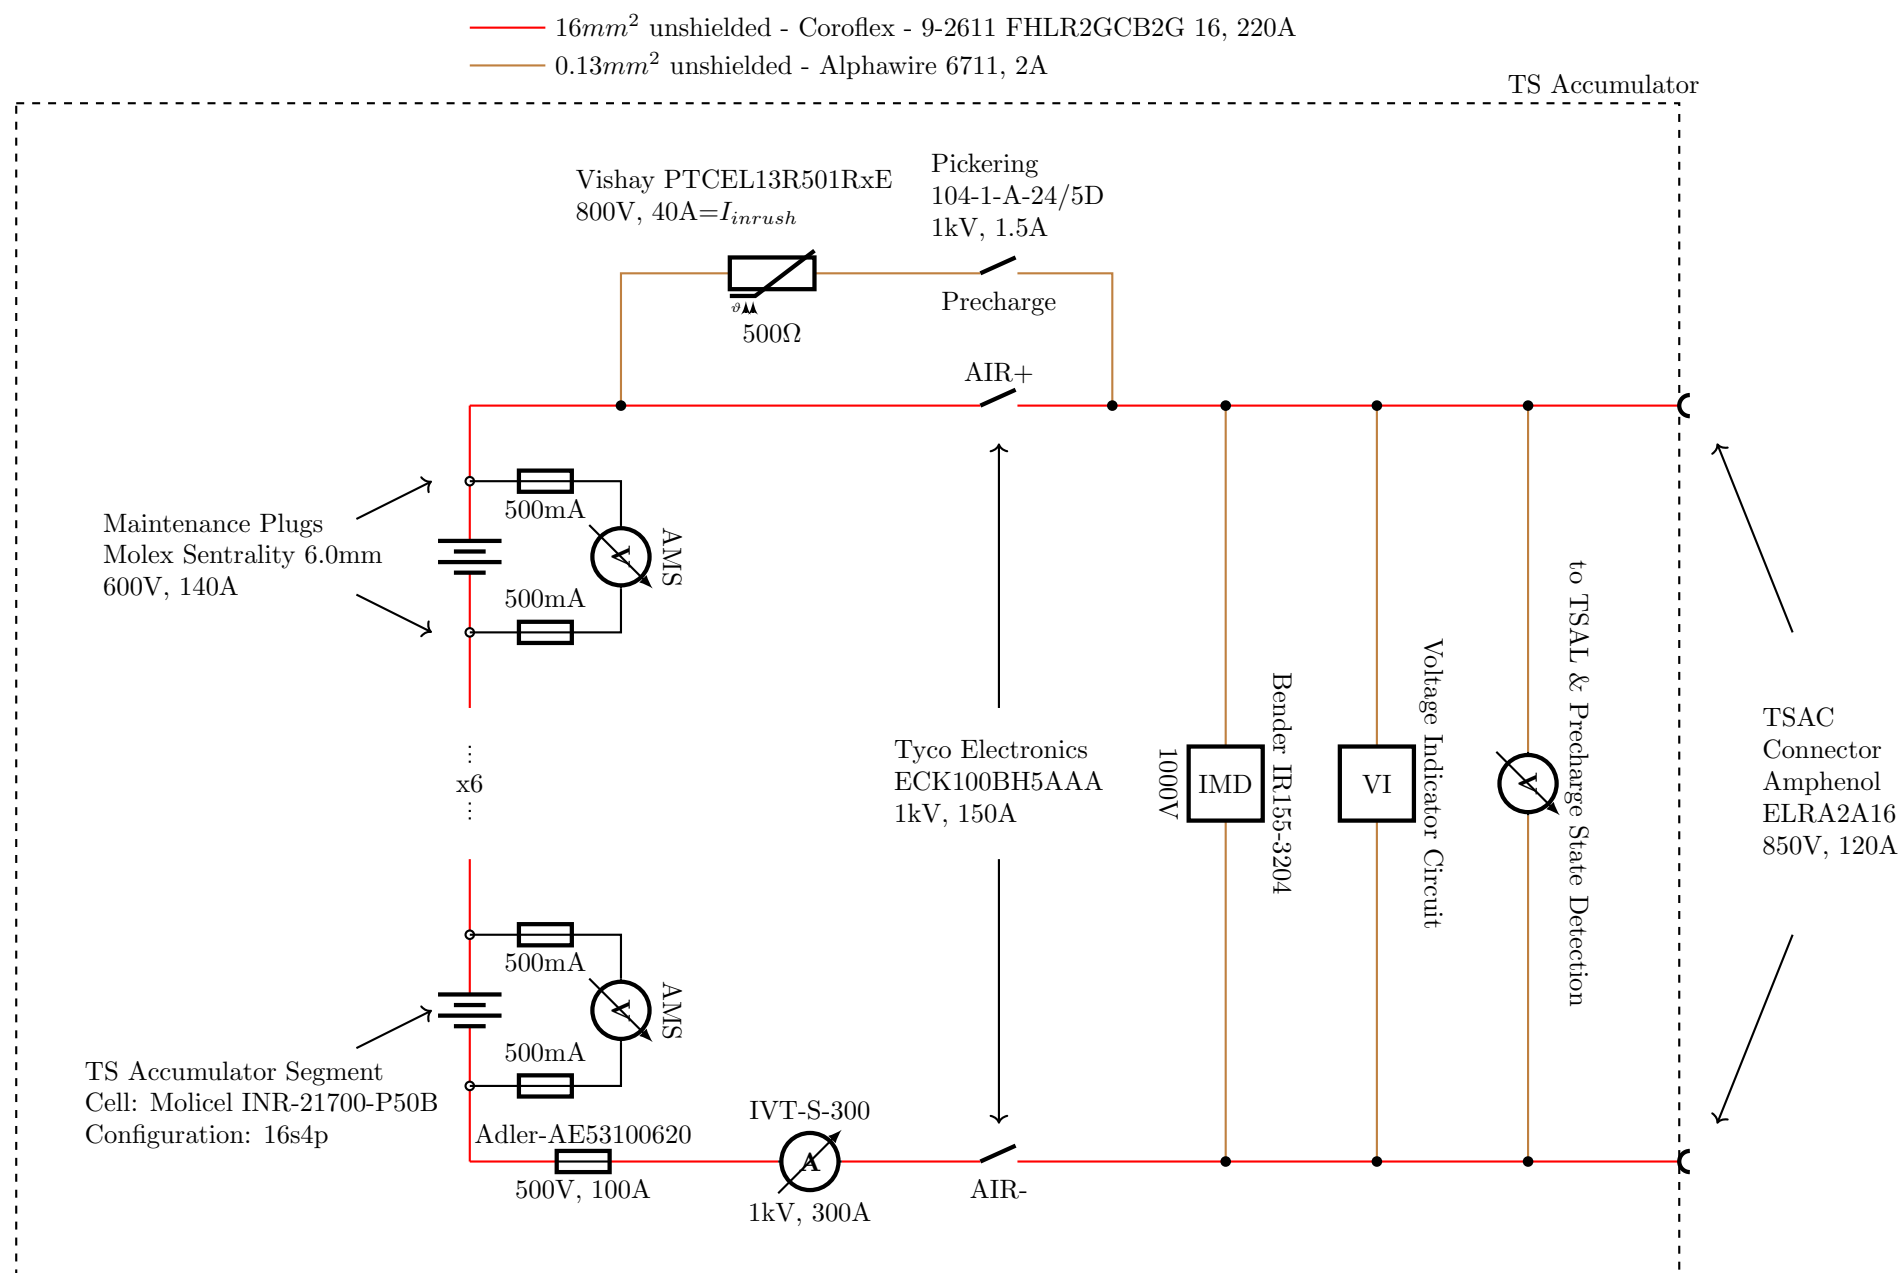 16mm² unshielded - Coroflex - 9-2611 FHLR2GCB2G 16, 220A
0.13mm² unshielded - Alphawire 6711, 2A
TS Accumulator
Vishay PTCEL13R501RxE
800V, 40A=I_inrush
Pickering
104-1-A-24/5D
1kV, 1.5A
ϑ
500Ω
Precharge
AIR+
Maintenance Plugs
Molex Sentrality 6.0mm
600V, 140A
500mA
V
AMS
500mA
⋮
x6
⋮
Tyco Electronics
ECK100BH5AAA
1kV, 150A
1000V
IMD
Bender IR155-3204
VI
Voltage Indicator Circuit
V
to TSAL & Precharge State Detection
TSAC
Connector
Amphenol
ELRA2A16
850V, 120A
500mA
V
AMS
500mA
TS Accumulator Segment
Cell: Molicel INR-21700-P50B
Configuration: 16s4p
Adler-AE53100620
500V, 100A
IVT-S-300
A
1kV, 300A
AIR-